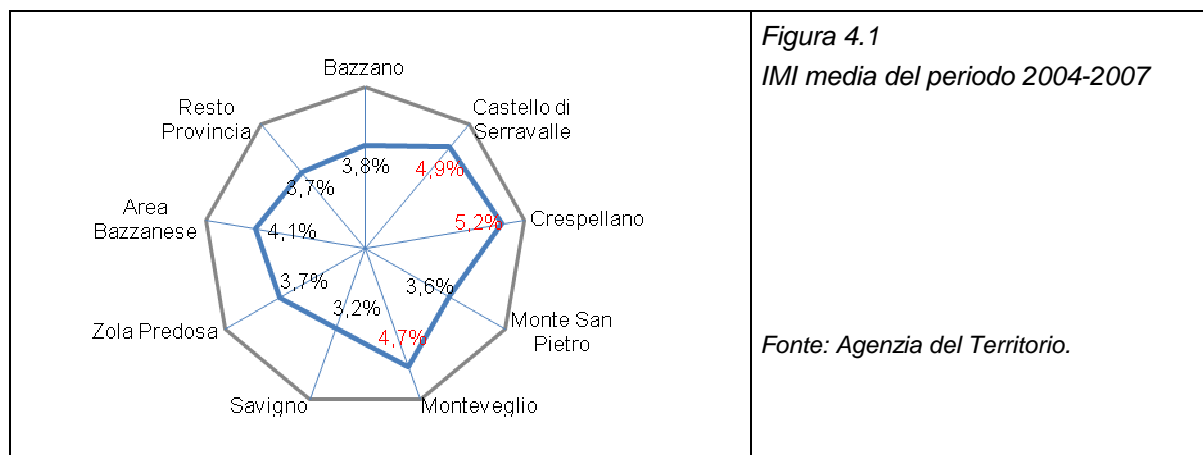 Bazzano
Castello di
Serravalle
Crespellano
Monte San
Pietro
Monteveglio
Savigno
Zola Predosa
Area
Bazzanese
Resto
Provincia
3,8%
4,9%
5,2%
3,6%
4,7%
3,2%
3,7%
4,1%
3,7%
Figura 4.1
IMI media del periodo 2004-2007
Fonte: Agenzia del Territorio.